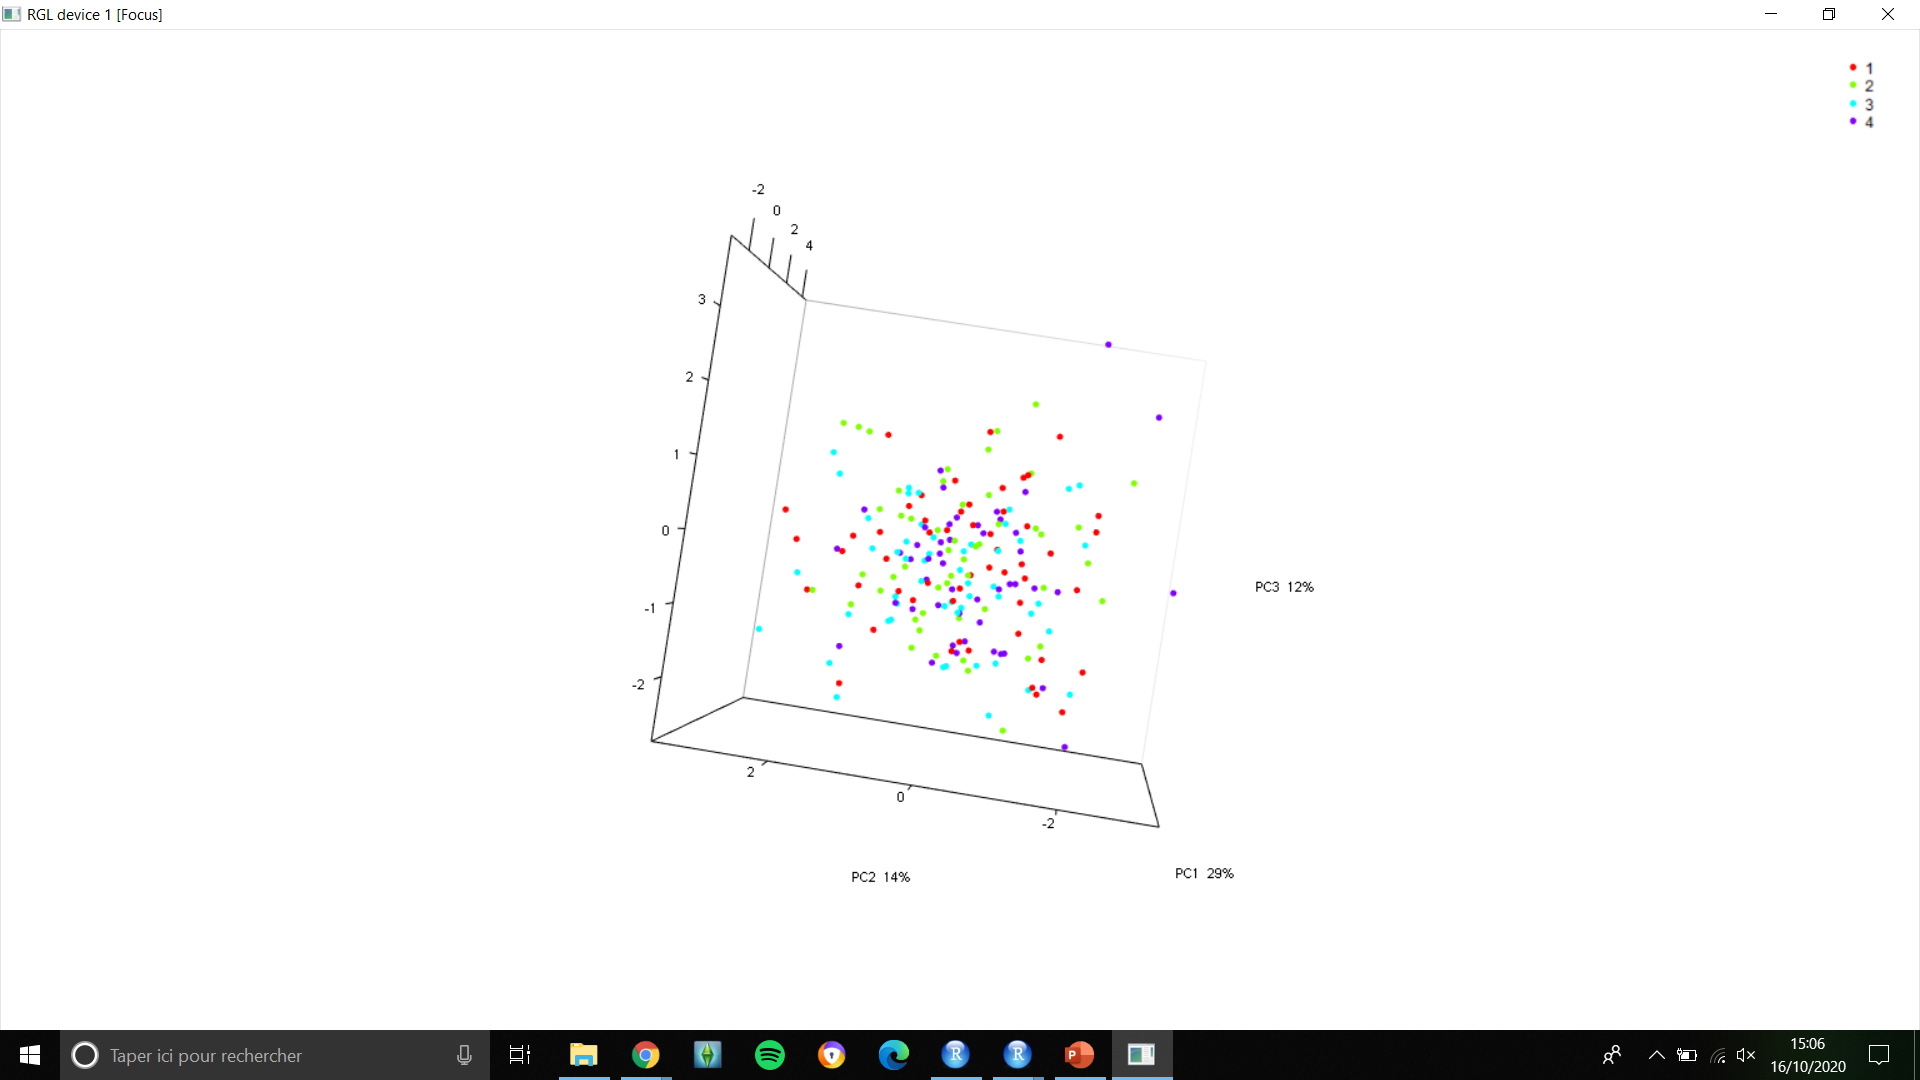 RGL device 1 [Focus]
1
2
3
4
-2
0
2
4
3
2
1
0
-1
-2
2
0
-2
PC3 12%
PC2 14%
PC1 29%
Taper ici pour rechercher
R
R
P
15:06
16/10/2020